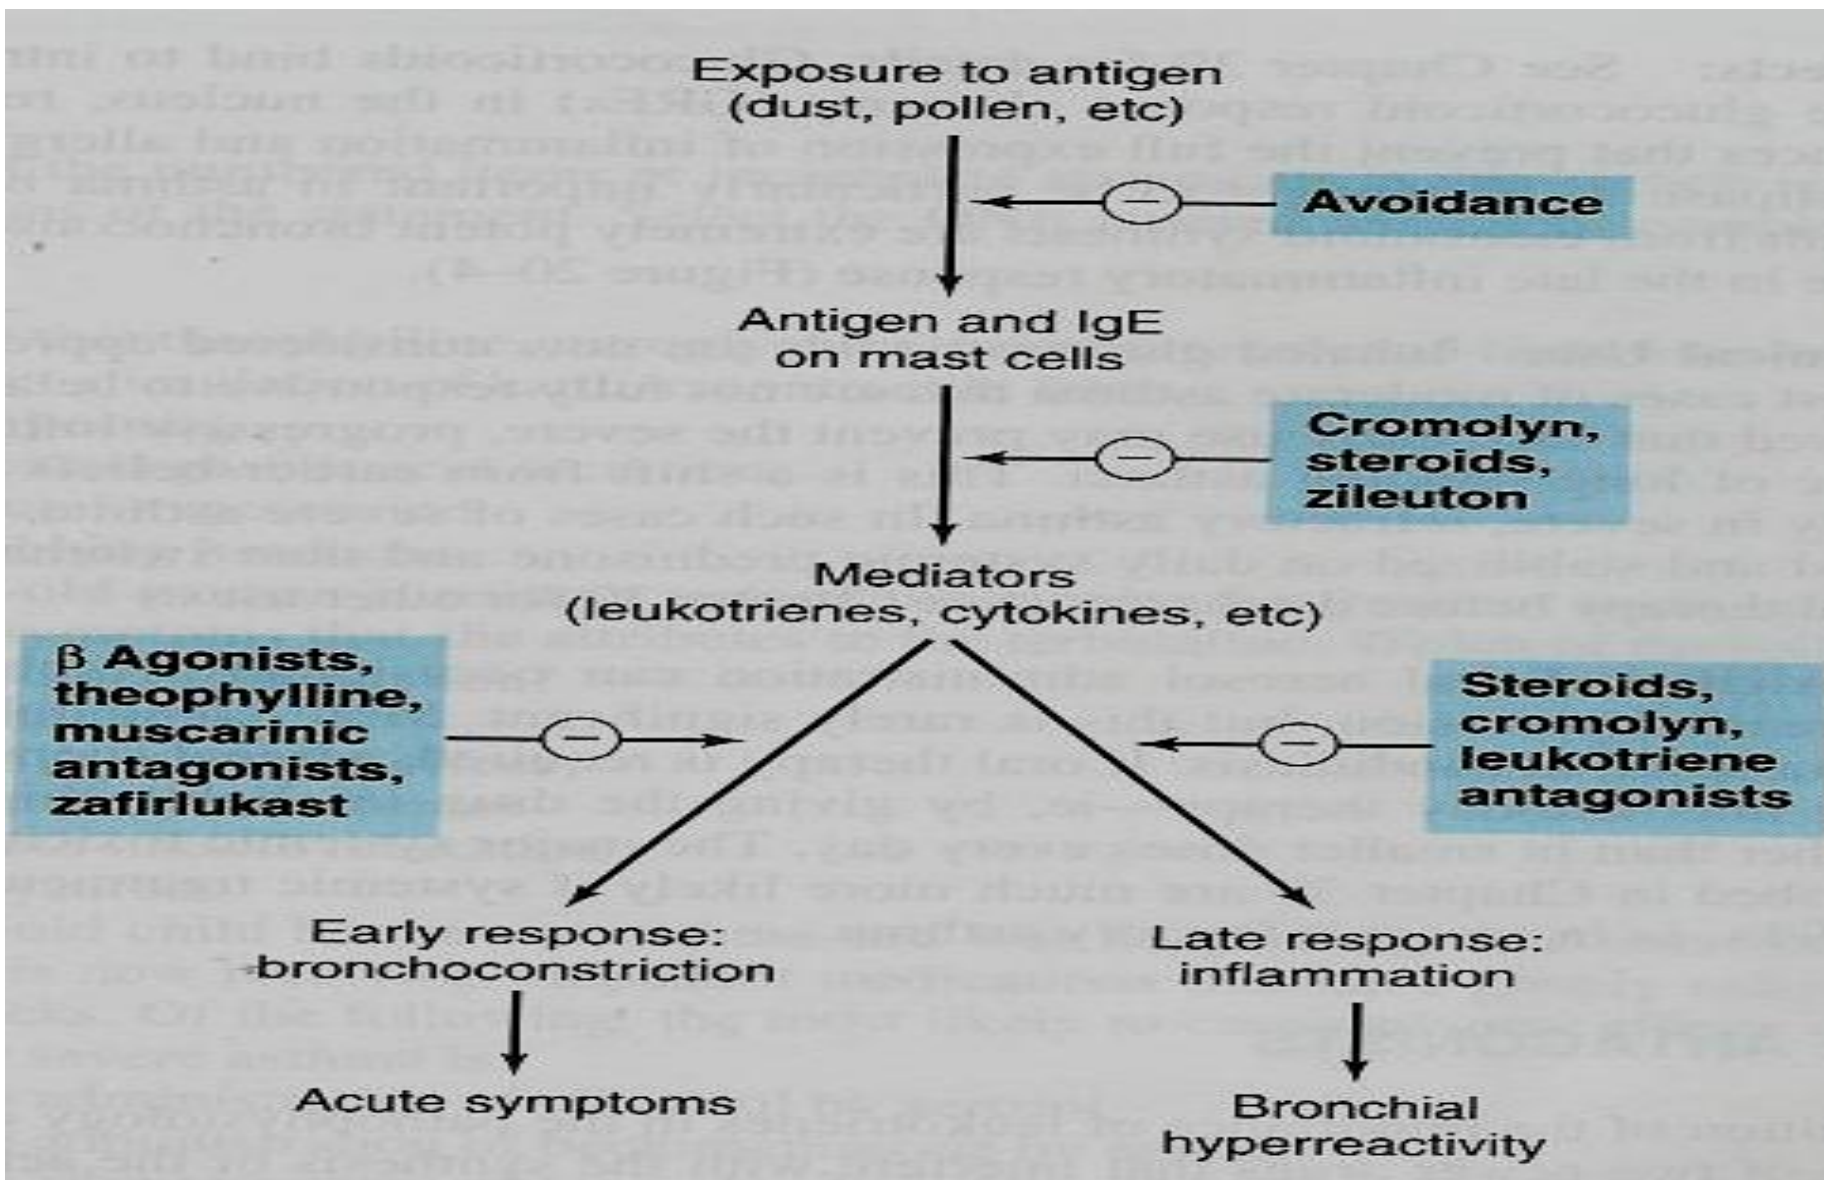 Exposure to antigen
(dust, pollen, etc)
Avoidance
Antigen and IgE
on mast cells
Cromolyn,
steroids,
zileuton
Mediators
(leukotrienes, cytokines, etc)
β Agonists,
theophylline,
muscarinic
antagonists,
zafirlukast
Steroids,
cromolyn,
leukotriene
antagonists
Early response:
bronchoconstriction
Late response:
inflammation
Acute symptoms
Bronchial
hyperreactivity